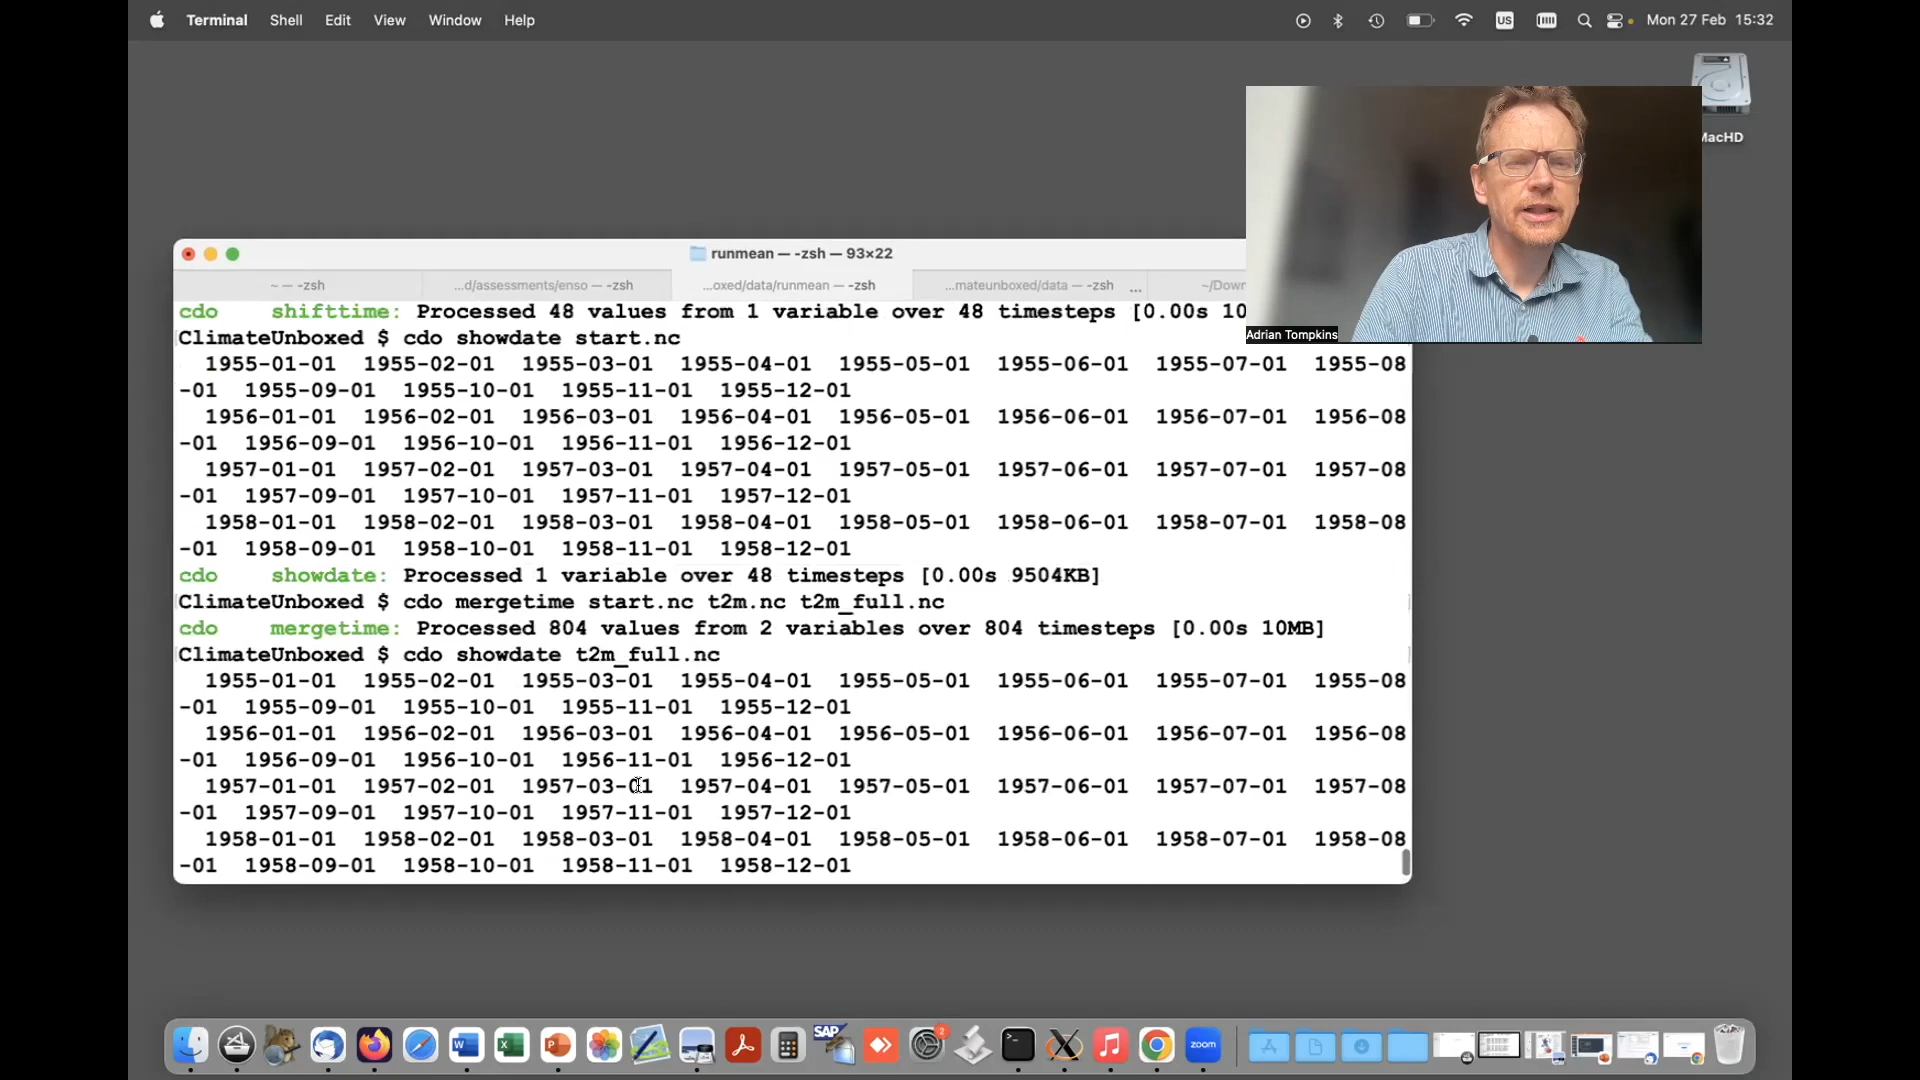 Terminal Shell Edit View Window Help US Mon 27 Feb 15:32
MacHD
runmean — -zsh — 93×22
~ — -zsh ...d/assessments/enso — -zsh ...oxed/data/runmean — -zsh ...mateunboxed/data — -zsh ... ~/Down
cdo shifttime: Processed 48 values from 1 variable over 48 timesteps [0.00s 10
Adrian Tompkins
ClimateUnboxed $ cdo showdate start.nc
1955-01-01 1955-02-01 1955-03-01 1955-04-01 1955-05-01 1955-06-01 1955-07-01 1955-08
-01 1955-09-01 1955-10-01 1955-11-01 1955-12-01
1956-01-01 1956-02-01 1956-03-01 1956-04-01 1956-05-01 1956-06-01 1956-07-01 1956-08
-01 1956-09-01 1956-10-01 1956-11-01 1956-12-01
1957-01-01 1957-02-01 1957-03-01 1957-04-01 1957-05-01 1957-06-01 1957-07-01 1957-08
-01 1957-09-01 1957-10-01 1957-11-01 1957-12-01
1958-01-01 1958-02-01 1958-03-01 1958-04-01 1958-05-01 1958-06-01 1958-07-01 1958-08
-01 1958-09-01 1958-10-01 1958-11-01 1958-12-01
cdo showdate: Processed 1 variable over 48 timesteps [0.00s 9504KB]
ClimateUnboxed $ cdo mergetime start.nc t2m.nc t2m_full.nc
cdo mergetime: Processed 804 values from 2 variables over 804 timesteps [0.00s 10MB]
ClimateUnboxed $ cdo showdate t2m_full.nc
1955-01-01 1955-02-01 1955-03-01 1955-04-01 1955-05-01 1955-06-01 1955-07-01 1955-08
-01 1955-09-01 1955-10-01 1955-11-01 1955-12-01
1956-01-01 1956-02-01 1956-03-01 1956-04-01 1956-05-01 1956-06-01 1956-07-01 1956-08
-01 1956-09-01 1956-10-01 1956-11-01 1956-12-01
1957-01-01 1957-02-01 1957-03-01 1957-04-01 1957-05-01 1957-06-01 1957-07-01 1957-08
-01 1957-09-01 1957-10-01 1957-11-01 1957-12-01
1958-01-01 1958-02-01 1958-03-01 1958-04-01 1958-05-01 1958-06-01 1958-07-01 1958-08
-01 1958-09-01 1958-10-01 1958-11-01 1958-12-01
W X P SAP 2 >_ X zoom